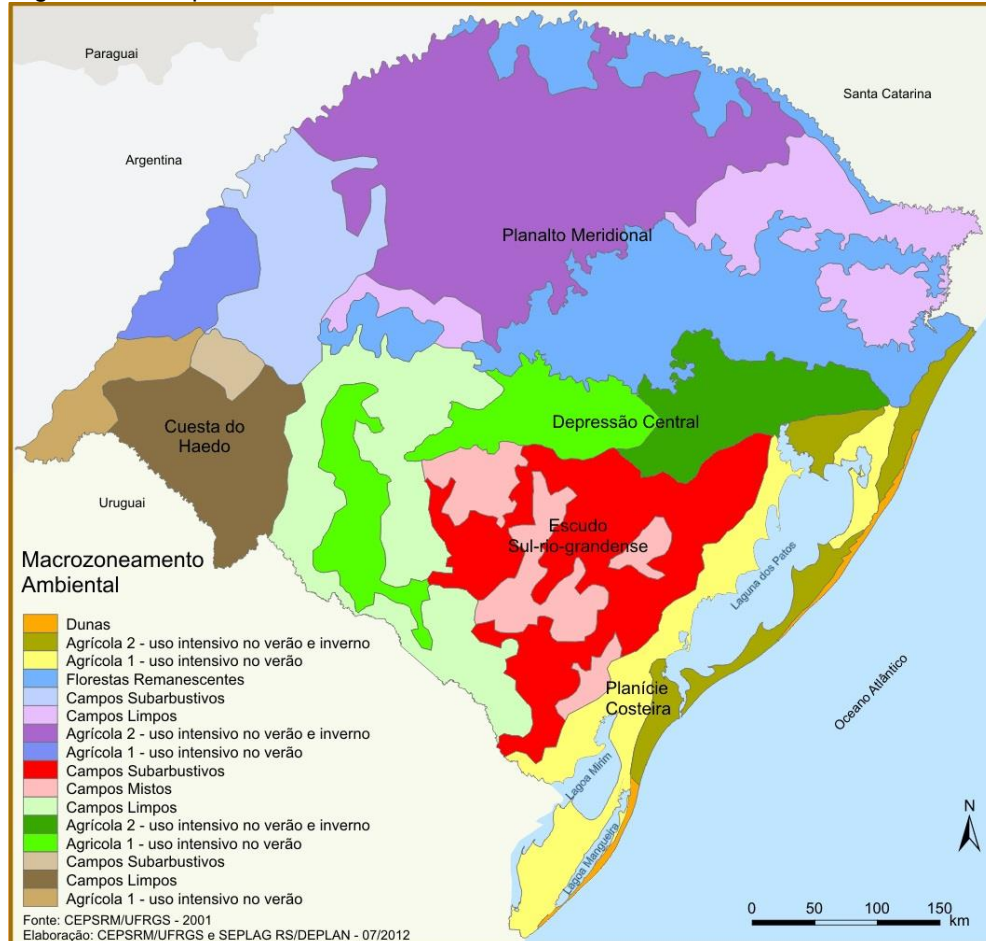 Paraguai
Santa Catarina
Argentina
Planalto Meridional
Depressão Central
Cuesta do
Haedo
Uruguai
Escudo
Sul-rio-grandense
Laguna dos Patos
Planície
Costeira
Oceano Atlântico
Lagoa Mirim
Lagoa Mangueira
Macrozoneamento
Ambiental
Dunas
Agrícola 2 - uso intensivo no verão e inverno
Agrícola 1 - uso intensivo no verão
Florestas Remanescentes
Campos Subarbustivos
Campos Limpos
Agrícola 2 - uso intensivo no verão e inverno
Agrícola 1 - uso intensivo no verão
Campos Subarbustivos
Campos Mistos
Campos Limpos
Agrícola 2 - uso intensivo no verão e inverno
Agricola 1 - uso intensivo no verão
Campos Subarbustivos
Campos Limpos
Agrícola 1 - uso intensivo no verão
Fonte: CEPSRM/UFRGS - 2001
Elaboração: CEPSRM/UFRGS e SEPLAG RS/DEPLAN - 07/2012
N
0 50 100 150
km